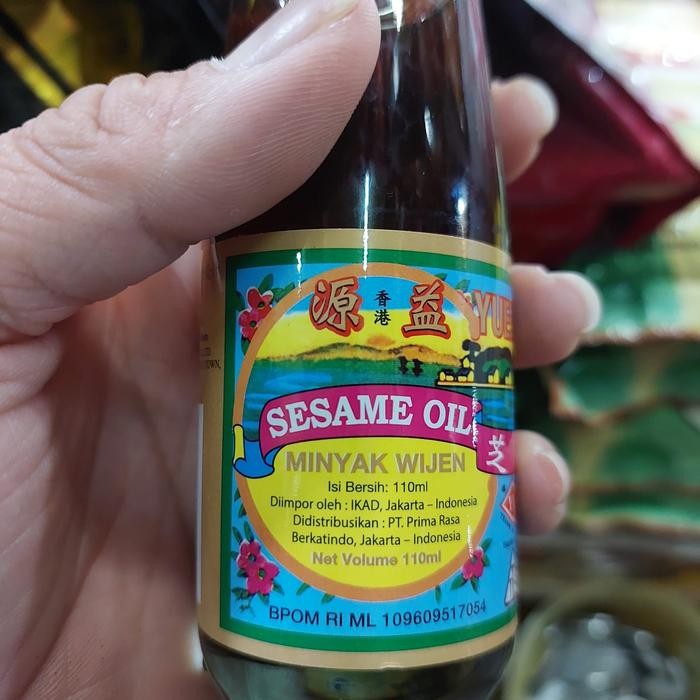 源 香港 益
SESAME OIL
芝
MINYAK WIJEN
Isi Bersih: 110ml
Diimpor oleh : IKAD, Jakarta – Indonesia
Didistribusikan : PT. Prima Rasa
Berkatindo, Jakarta – Indonesia
Net Volume 110ml
BPOM RI ML 109609517054